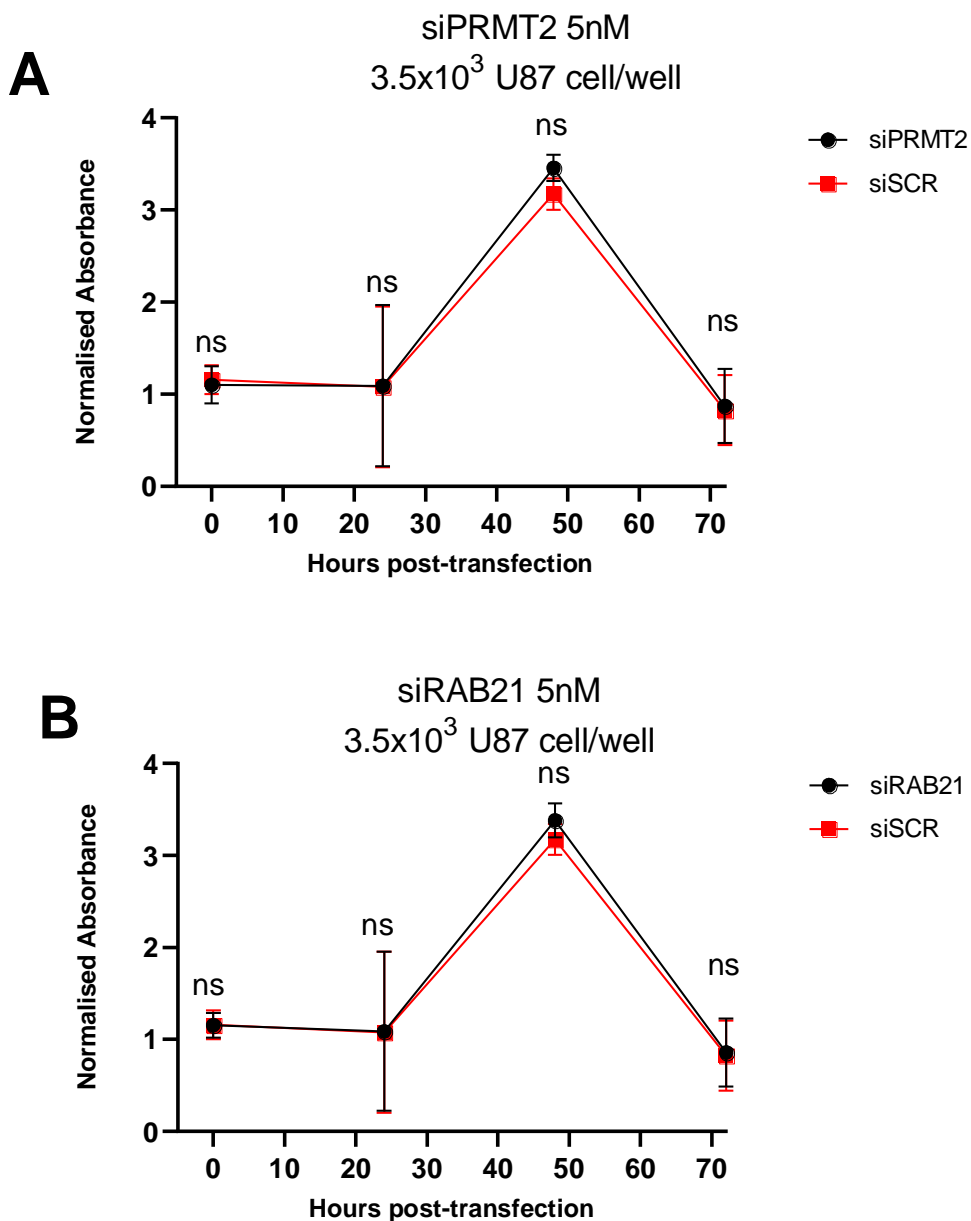 A
siPRMT2 5nM
3.5x10³ U87 cell/well
4
3
2
1
0
Normalised Absorbance
ns
ns
ns
ns
siPRMT2
siSCR
0 10 20 30 40 50 60 70
Hours post-transfection
B
siRAB21 5nM
3.5x10³ U87 cell/well
4
3
2
1
0
Normalised Absorbance
ns
ns
ns
ns
siRAB21
siSCR
0 10 20 30 40 50 60 70
Hours post-transfection